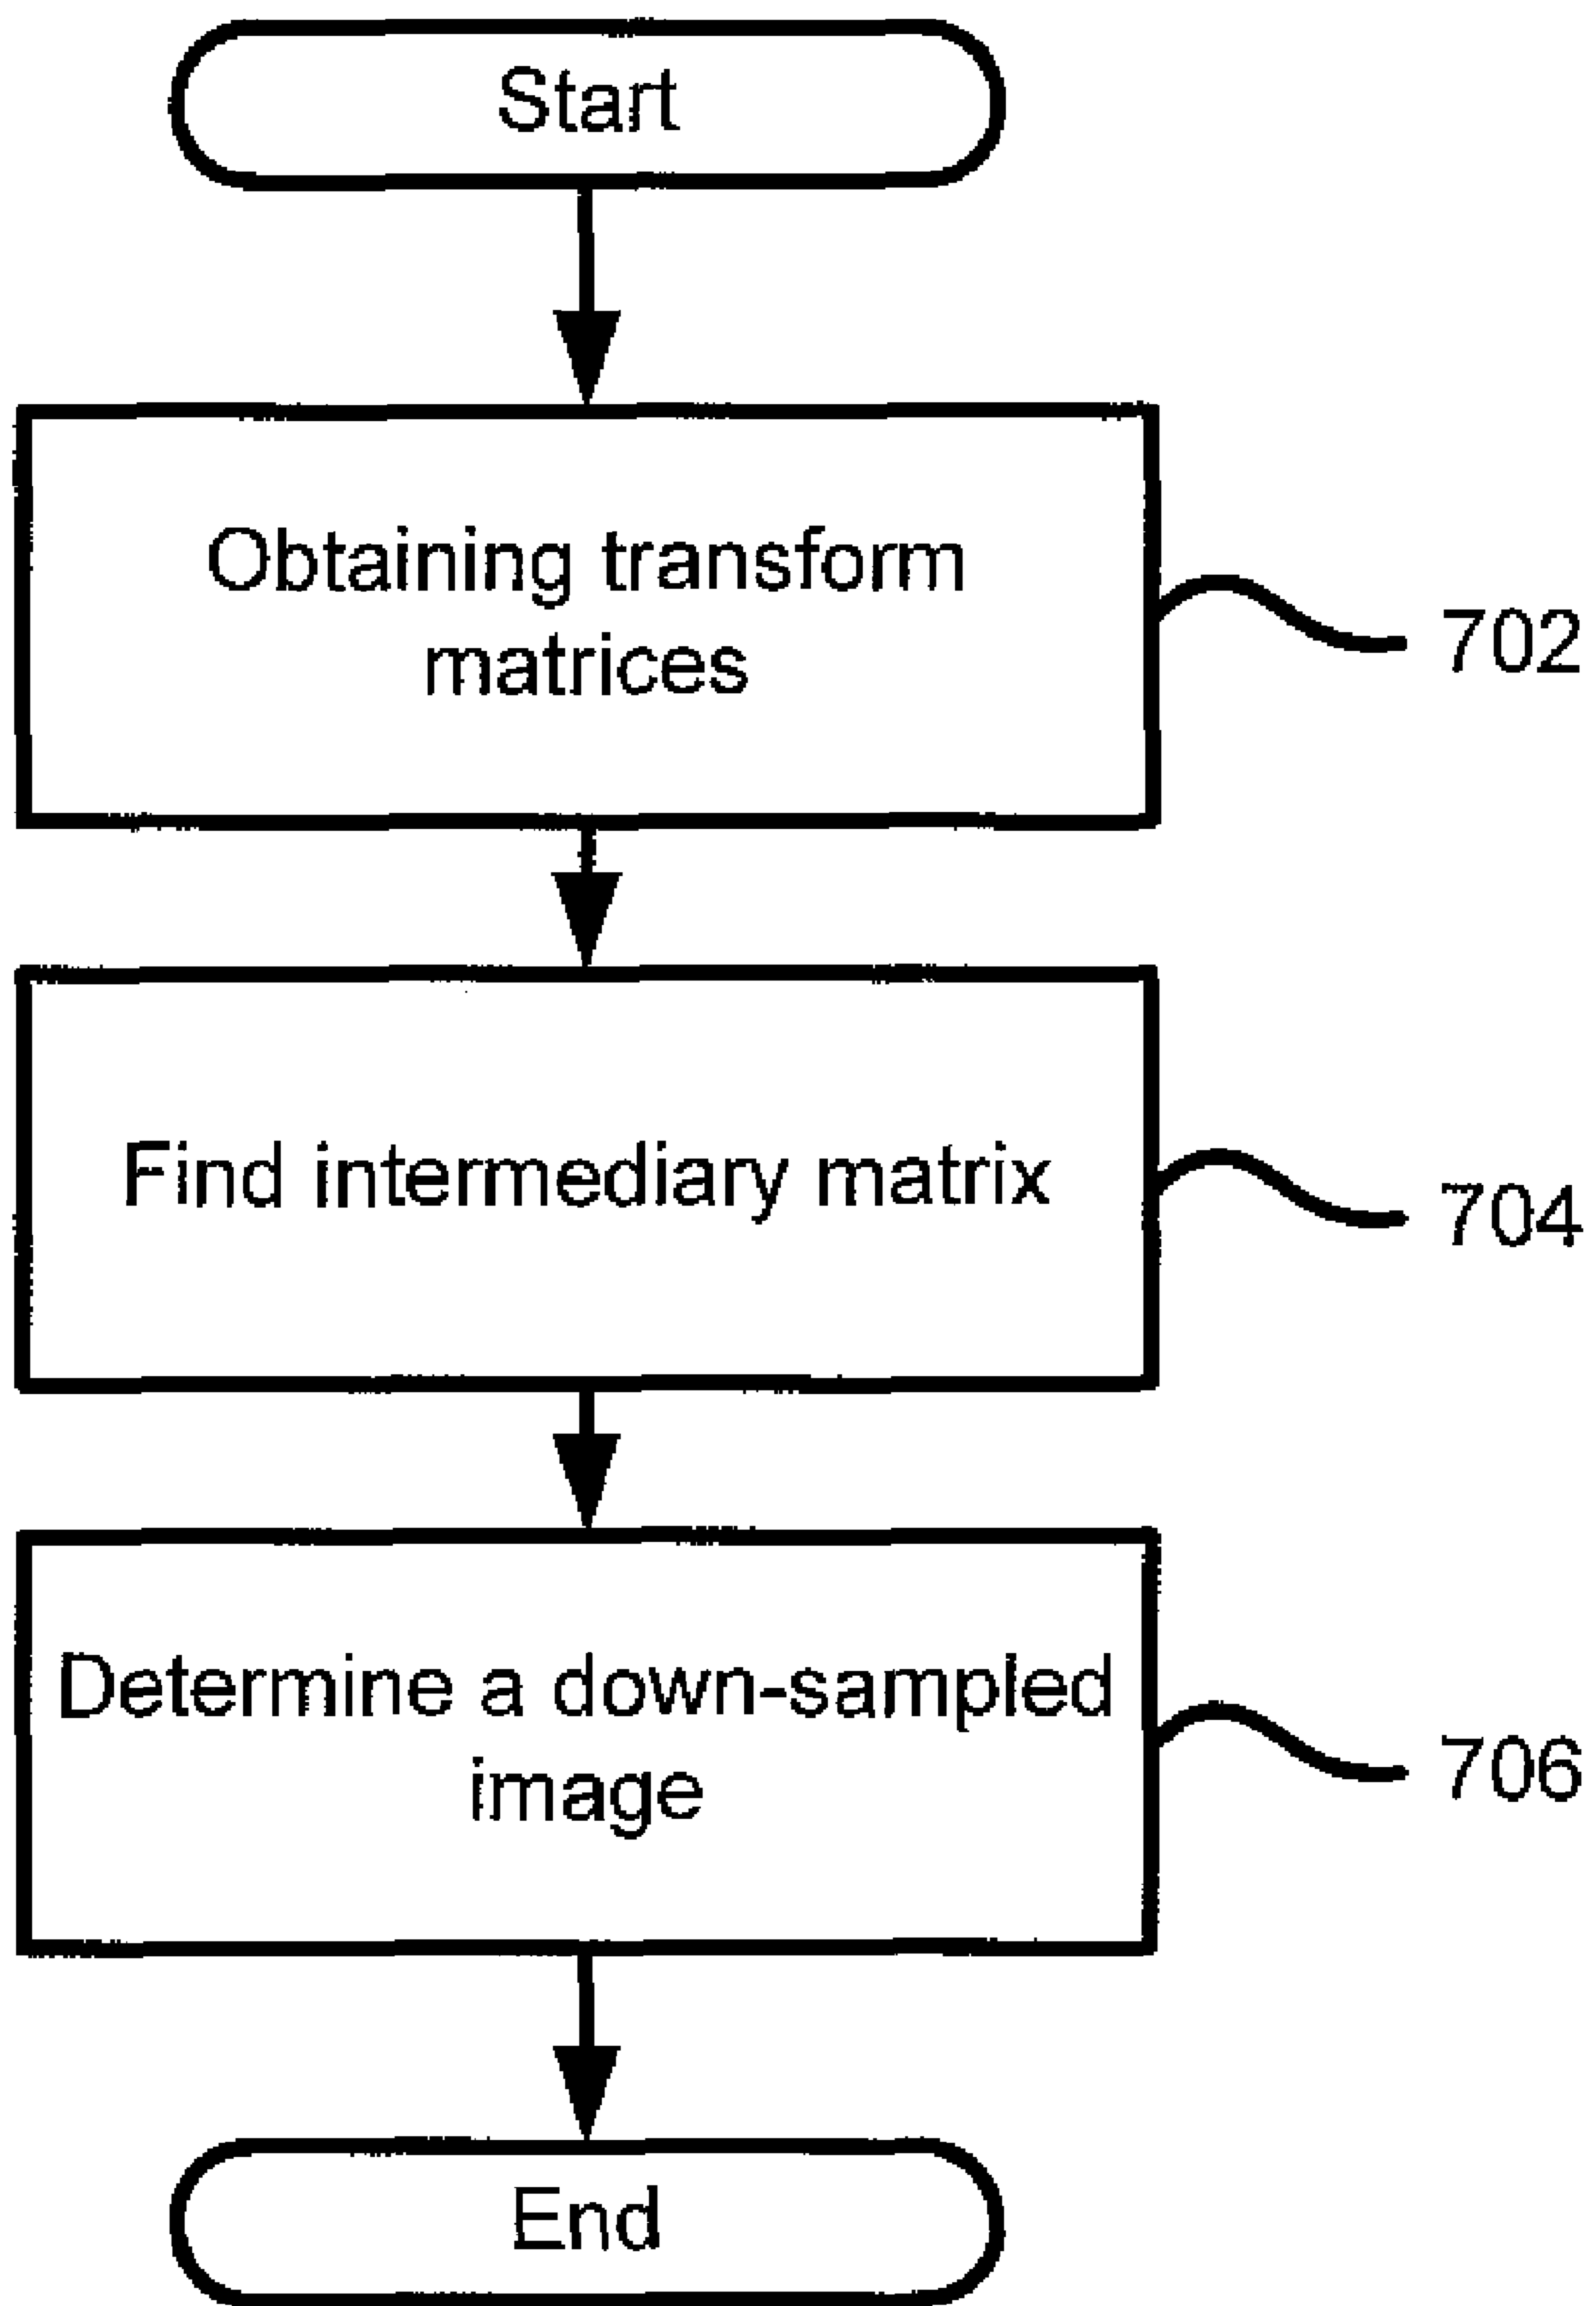 Start
Obtaining transform
matrices
702
Find intermediary matrix
704
Determine a down-sampled
image
706
End